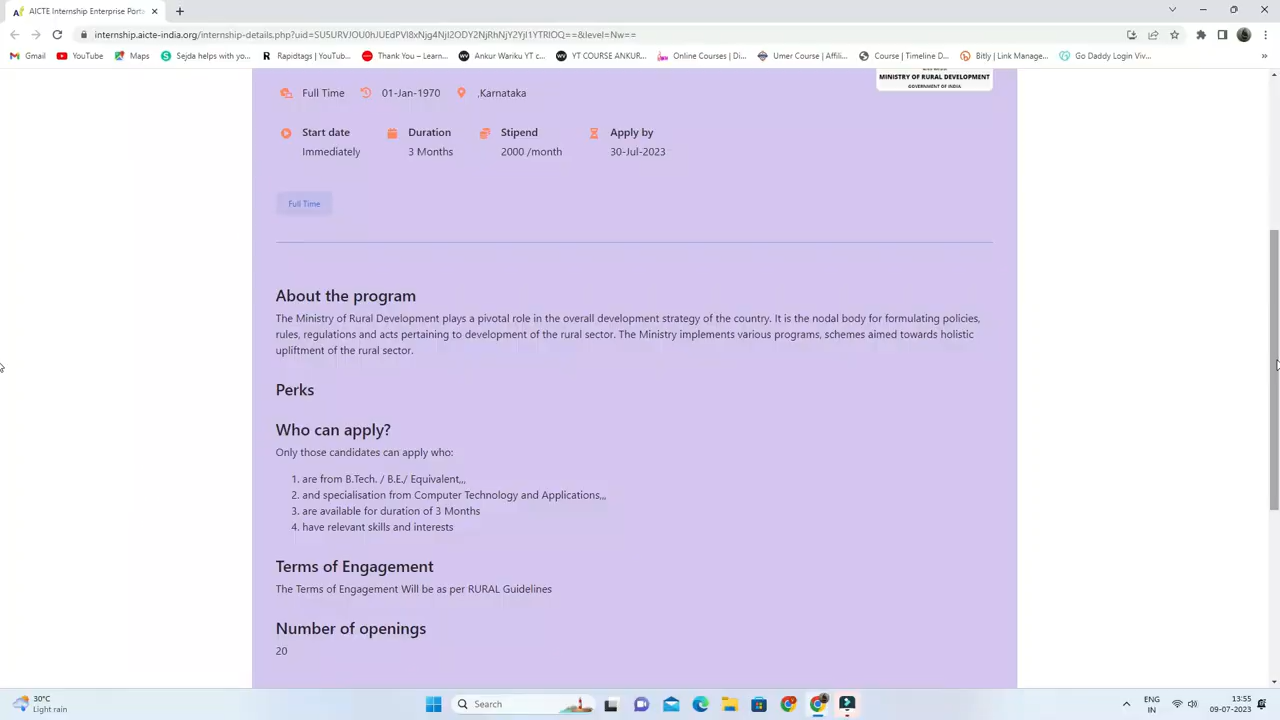 AICTE Internship Enterprise Port
internship.aicte-india.org/internship-details.php?uid=SU5URVJOU0hJUEdPVl8xNjg4NjI2ODY2NjRhNjY2YjI1YTRlOQ==&level=Nw==
Gmail YouTube Maps Sejda helps with yo... Rapidtags | YouTub... Thank You – Learn... Ankur Wariku YT c... YT COURSE ANKUR... Online Courses | Di... Umer Course | Affili... Course | Timeline D... Bitly | Link Manage... Go Daddy Login Viv... »
MINISTRY OF RURAL DEVELOPMENT
GOVERNMENT OF INDIA
Full Time 01-Jan-1970 ,Karnataka
Start date Duration Stipend Apply by
Immediately 3 Months 2000 /month 30-Jul-2023
Full Time
About the program
The Ministry of Rural Development plays a pivotal role in the overall development strategy of the country. It is the nodal body for formulating policies,
rules, regulations and acts pertaining to development of the rural sector. The Ministry implements various programs, schemes aimed towards holistic
upliftment of the rural sector.
Perks
Who can apply?
Only those candidates can apply who:
1. are from B.Tech. / B.E./ Equivalent,,,
2. and specialisation from Computer Technology and Applications,,,
3. are available for duration of 3 Months
4. have relevant skills and interests
Terms of Engagement
The Terms of Engagement Will be as per RURAL Guidelines
Number of openings
20
30°C
Light rain
Search
ENG
IN
13:55
09-07-2023